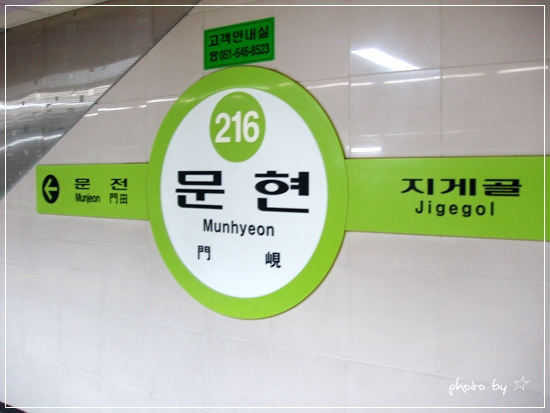 고객안내실
☎051-646-8523
216
문현
Munhyeon
門 峴
문전
Munjeon 門田
지게골
Jigegol
photo by ☆